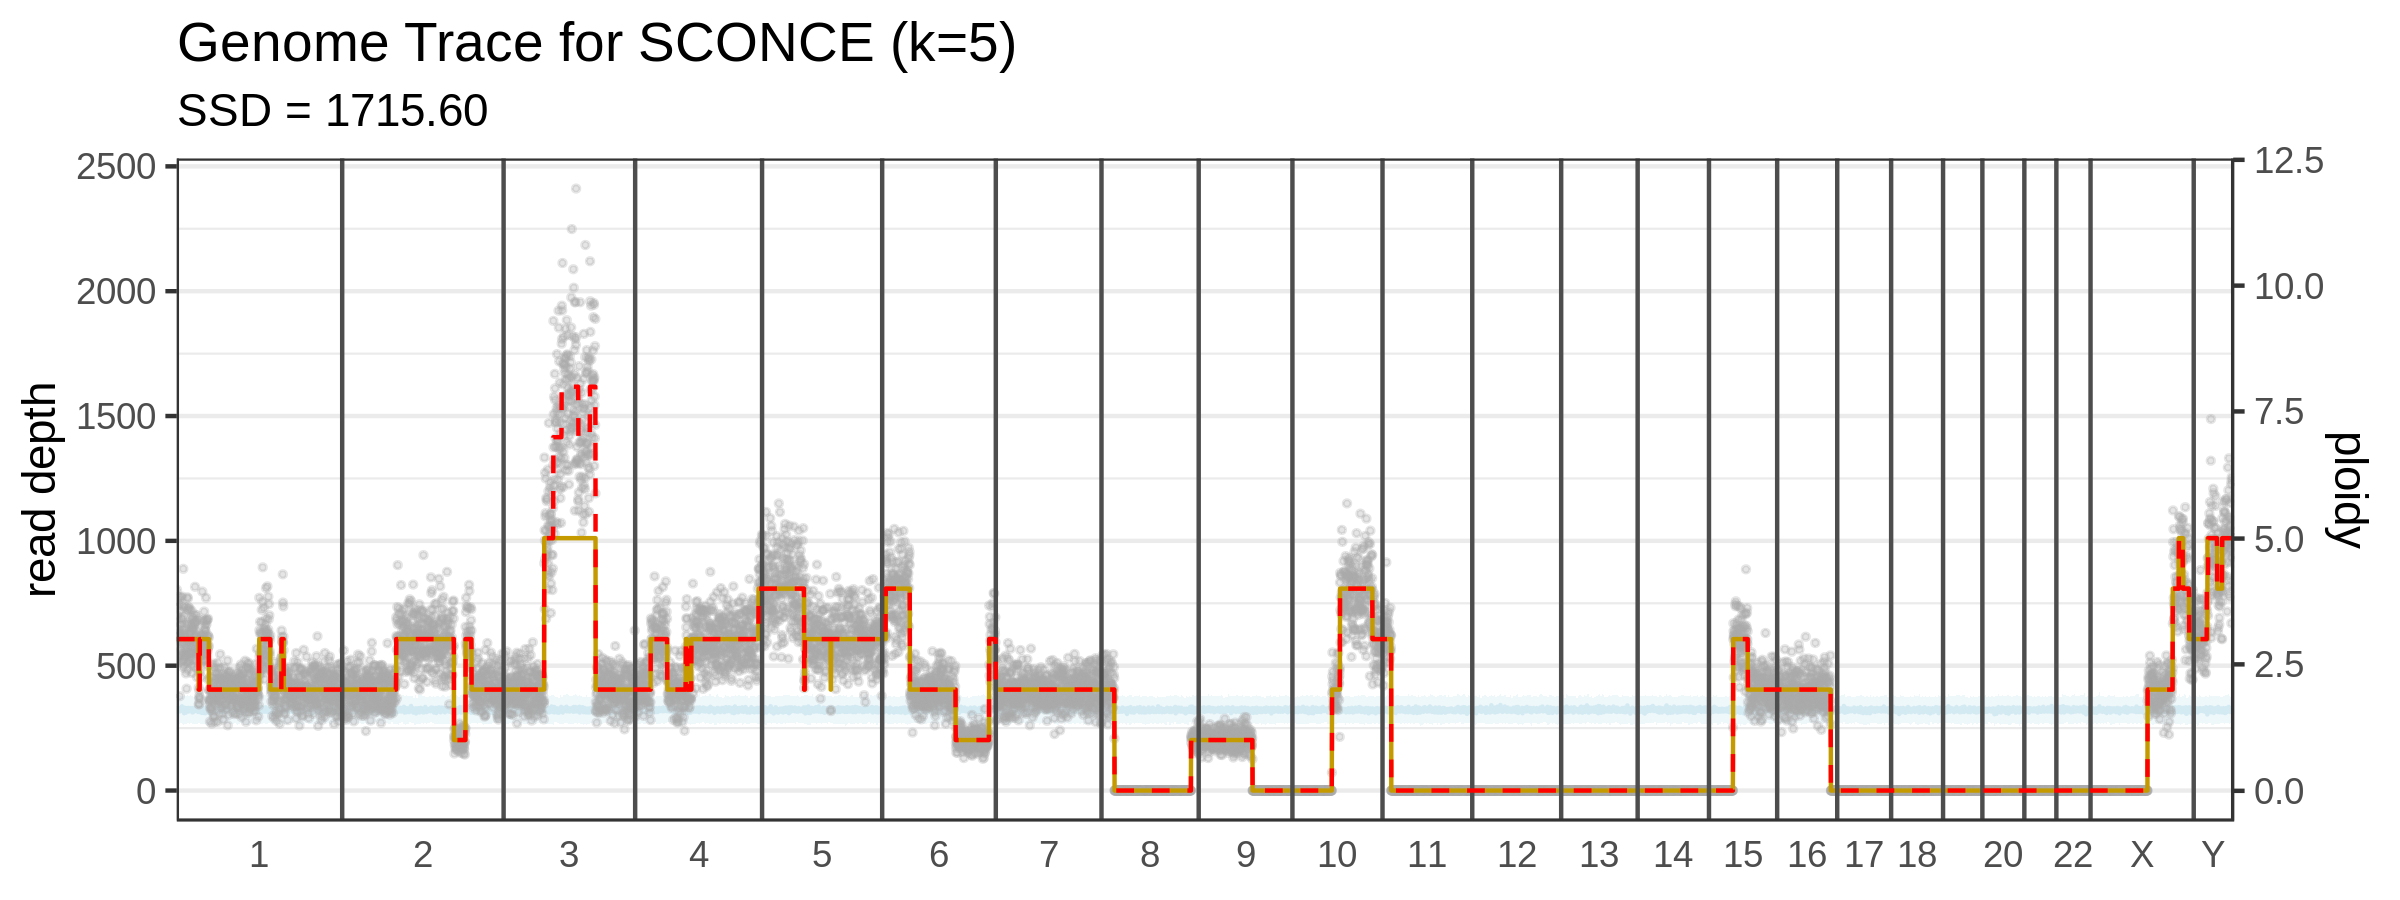 Genome Trace for SCONCE (k=5)
SSD = 1715.60
2500
2000
1500
1000
500
0
read depth
12.5
10.0
7.5
5.0
2.5
0.0
ploidy
1 2 3 4 5 6 7 8 9 10 11 12 13 14 15 16 17 18 20 22 X Y